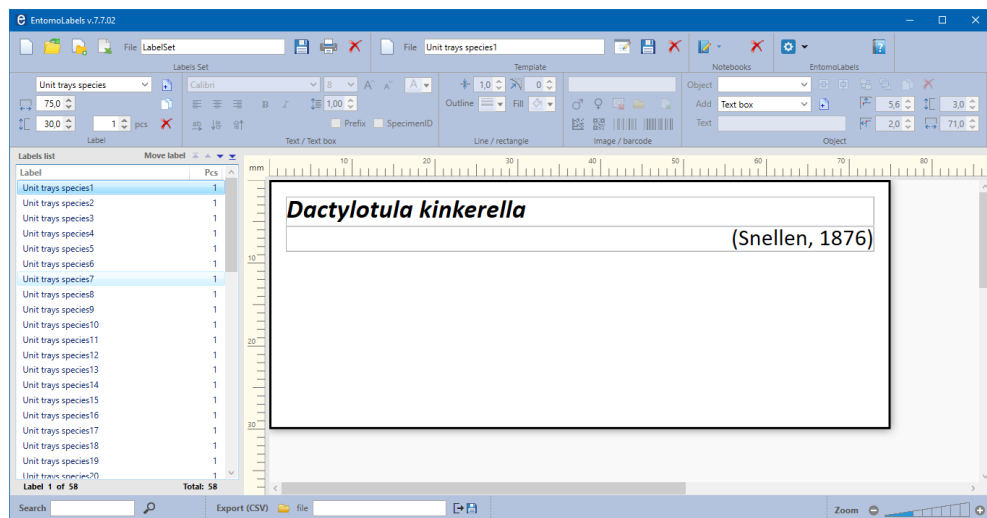 e EntomoLabels v.7.7.02
File LabelSet File Unit trays species1
Labels Set Template Notebooks EntomoLabels
Unit trays species Calibri 8 A A A 1,0 0 Object
75,0 B I 1,00 Outline Fill Add Text box 5,6 3,0
30,0 1 pcs Prefix SpecimenID Text 2,0 71,0
Label Text / Text box Line / rectangle Image / barcode Object
Labels list Move label
Label Pcs
mm 10 20 30 40 50 60 70 80
Unit trays species1 1
Unit trays species2 1
Unit trays species3 1
Unit trays species4 1
Unit trays species5 1
Unit trays species6 1
Unit trays species7 1
Unit trays species8 1
Unit trays species9 1
Unit trays species10 1
Unit trays species11 1
Unit trays species12 1
Unit trays species13 1
Unit trays species14 1
Unit trays species15 1
Unit trays species16 1
Unit trays species17 1
Unit trays species18 1
Unit trays species19 1
Unit trays species20 1
Label 1 of 58 Total: 58
10
20
30
Dactylotula kinkerella
(Snellen, 1876)
Search Export (CSV) file Zoom